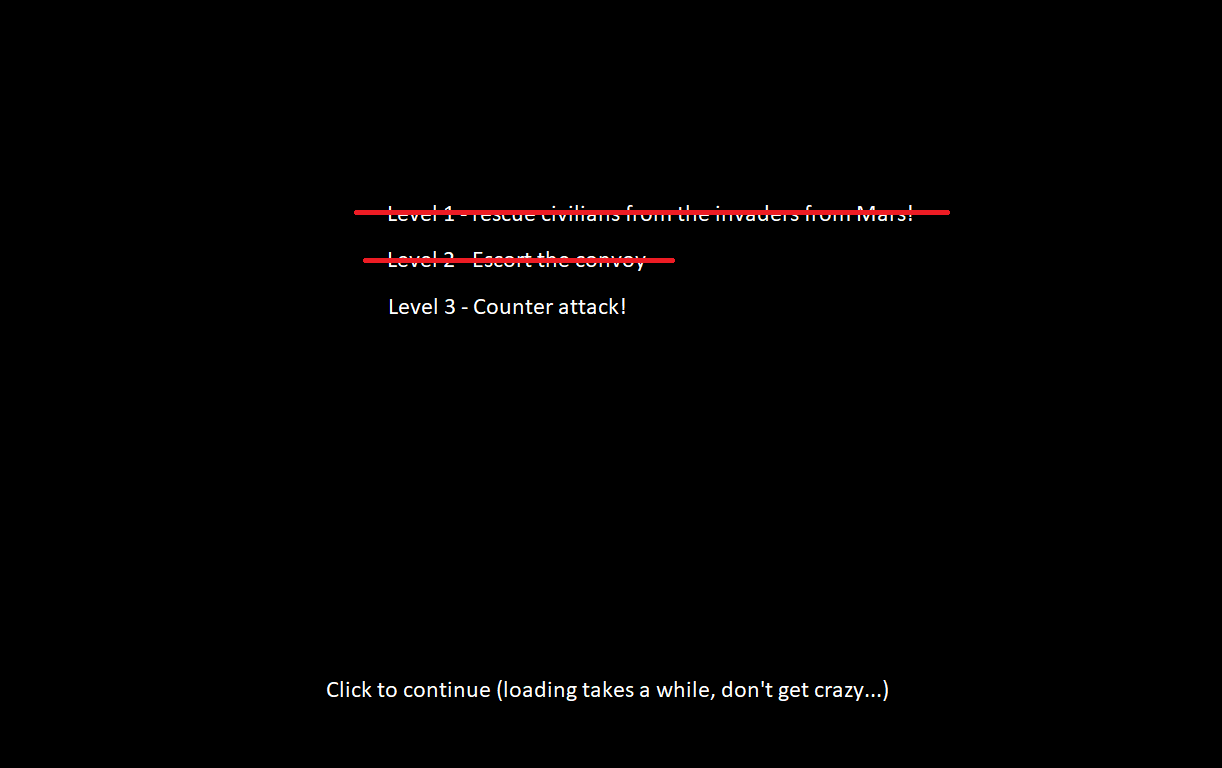 Level 1 - rescue civilians from the invaders from Mars!
Level 2 - Escort the convoy
Level 3 - Counter attack!
Click to continue (loading takes a while, don't get crazy...)